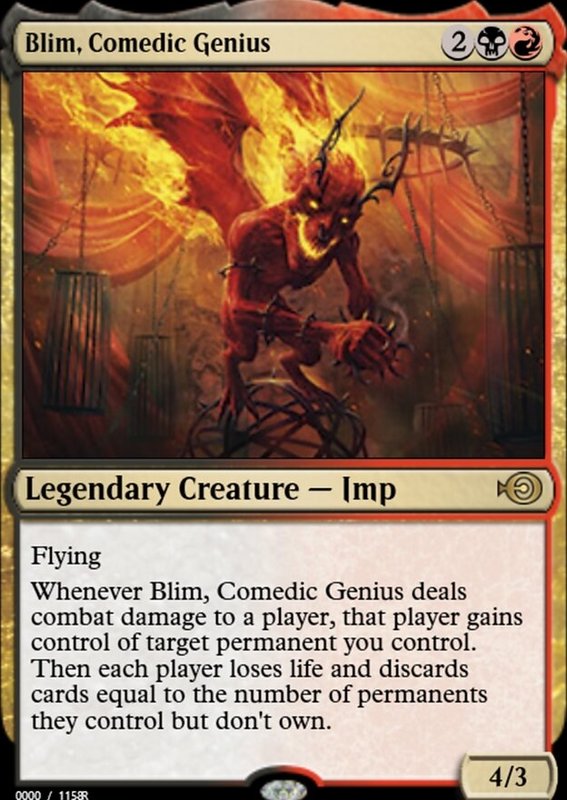 Blim, Comedic Genius 2
Legendary Creature — Imp
Flying
Whenever Blim, Comedic Genius deals
combat damage to a player, that player gains
control of target permanent you control.
Then each player loses life and discards
cards equal to the number of permanents
they control but don't own.
4/3
0000 / 1158R